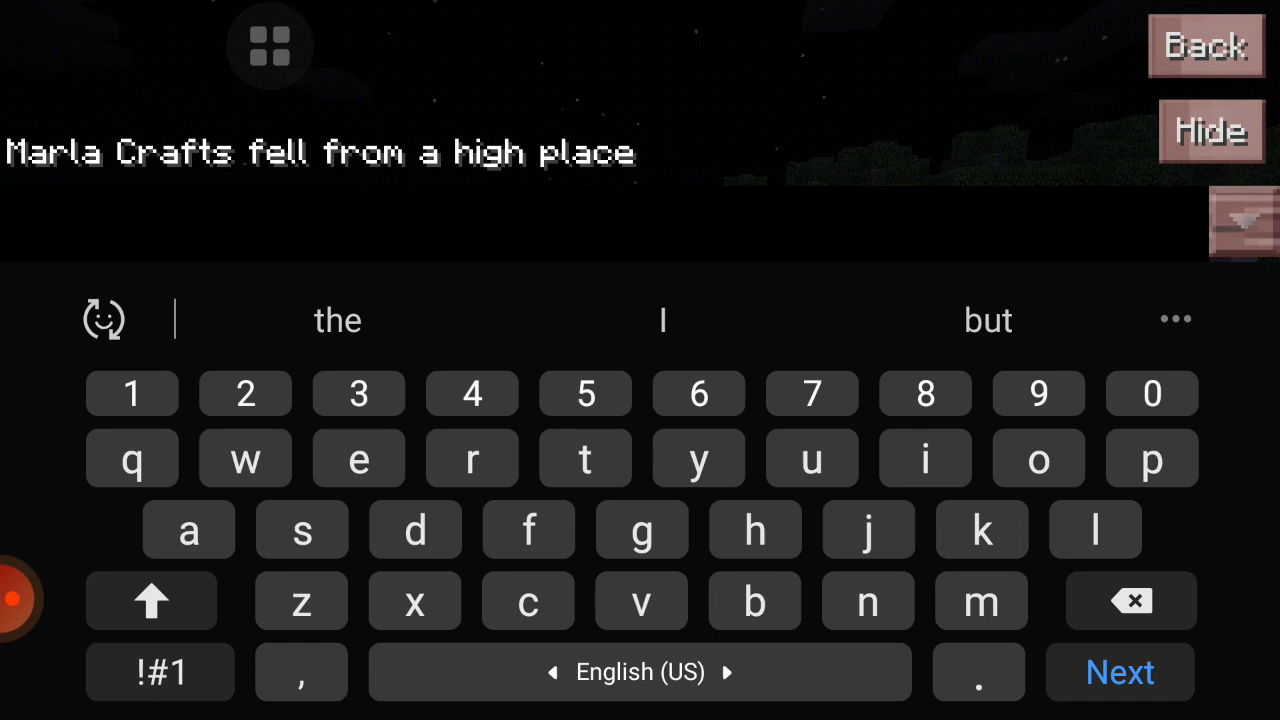 Back
Hide
Marla Crafts fell from a high place
the I but •••
1 2 3 4 5 6 7 8 9 0
q w e r t y u i o p
a s d f g h j k l
z x c v b n m
!#1 , English (US) . Next